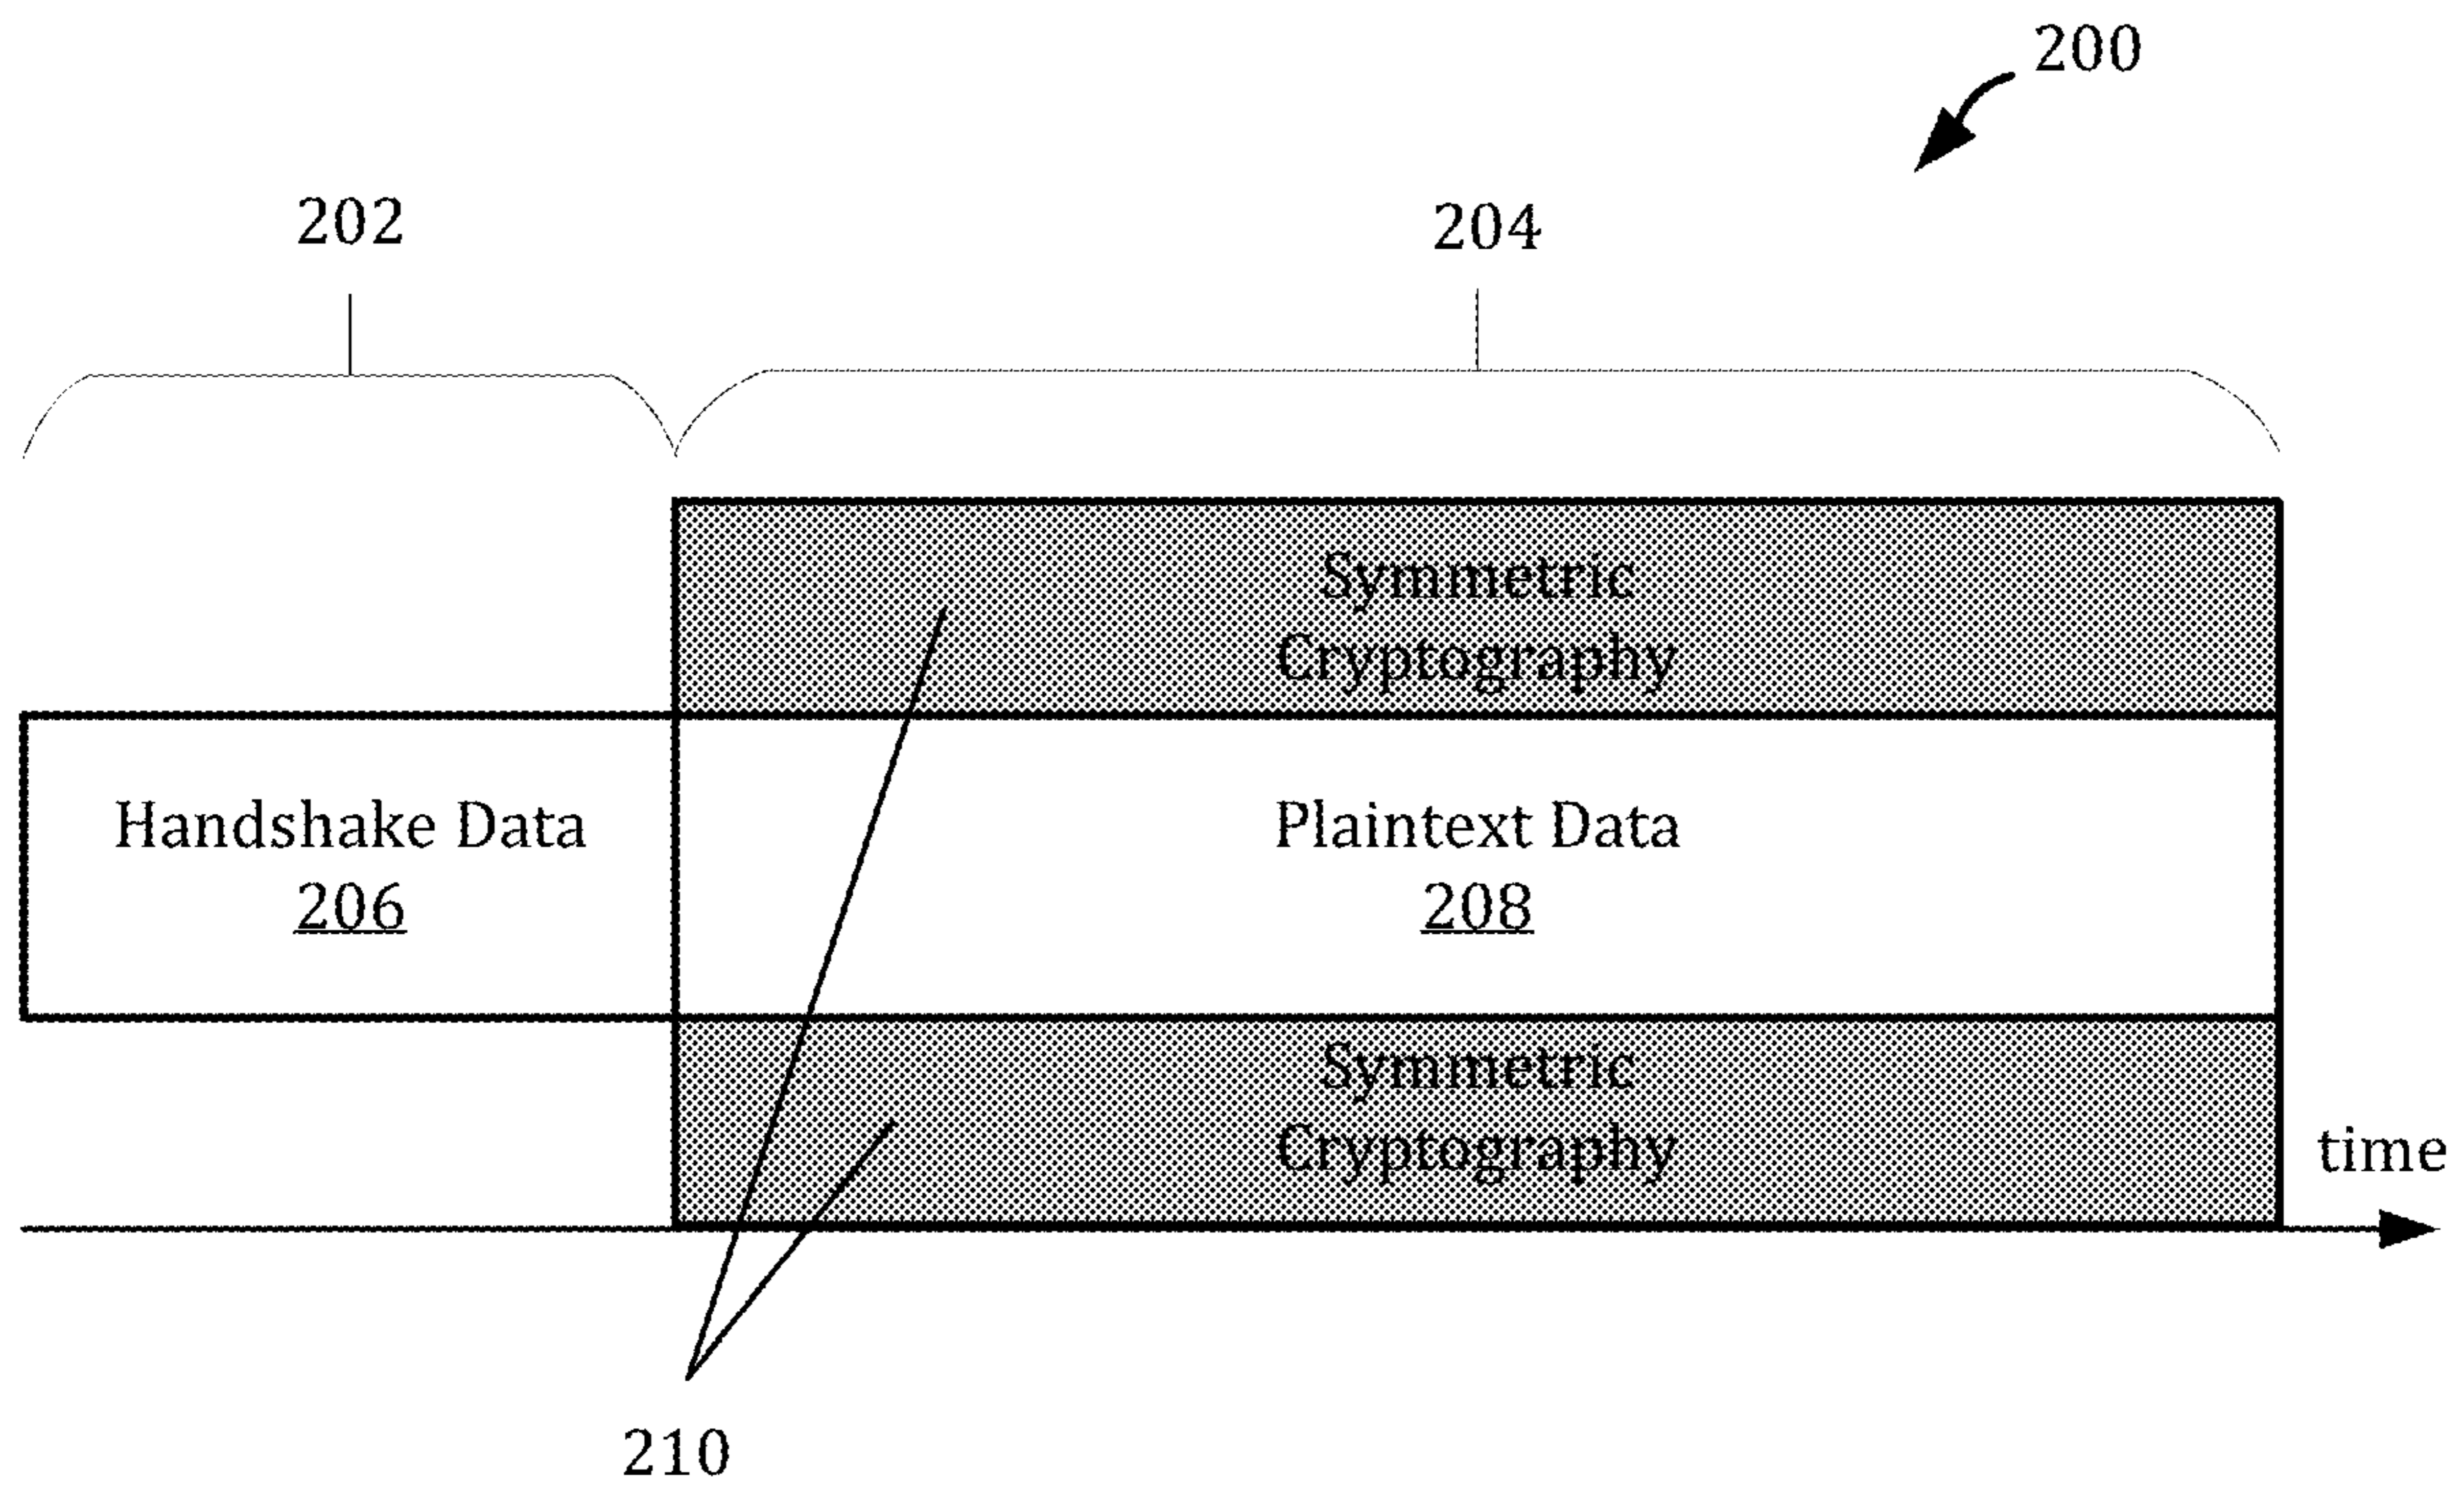 200
202
204
Symmetric
Cryptography
Handshake Data
206
Plaintext Data
208
Symmetric
Cryptography
time
210